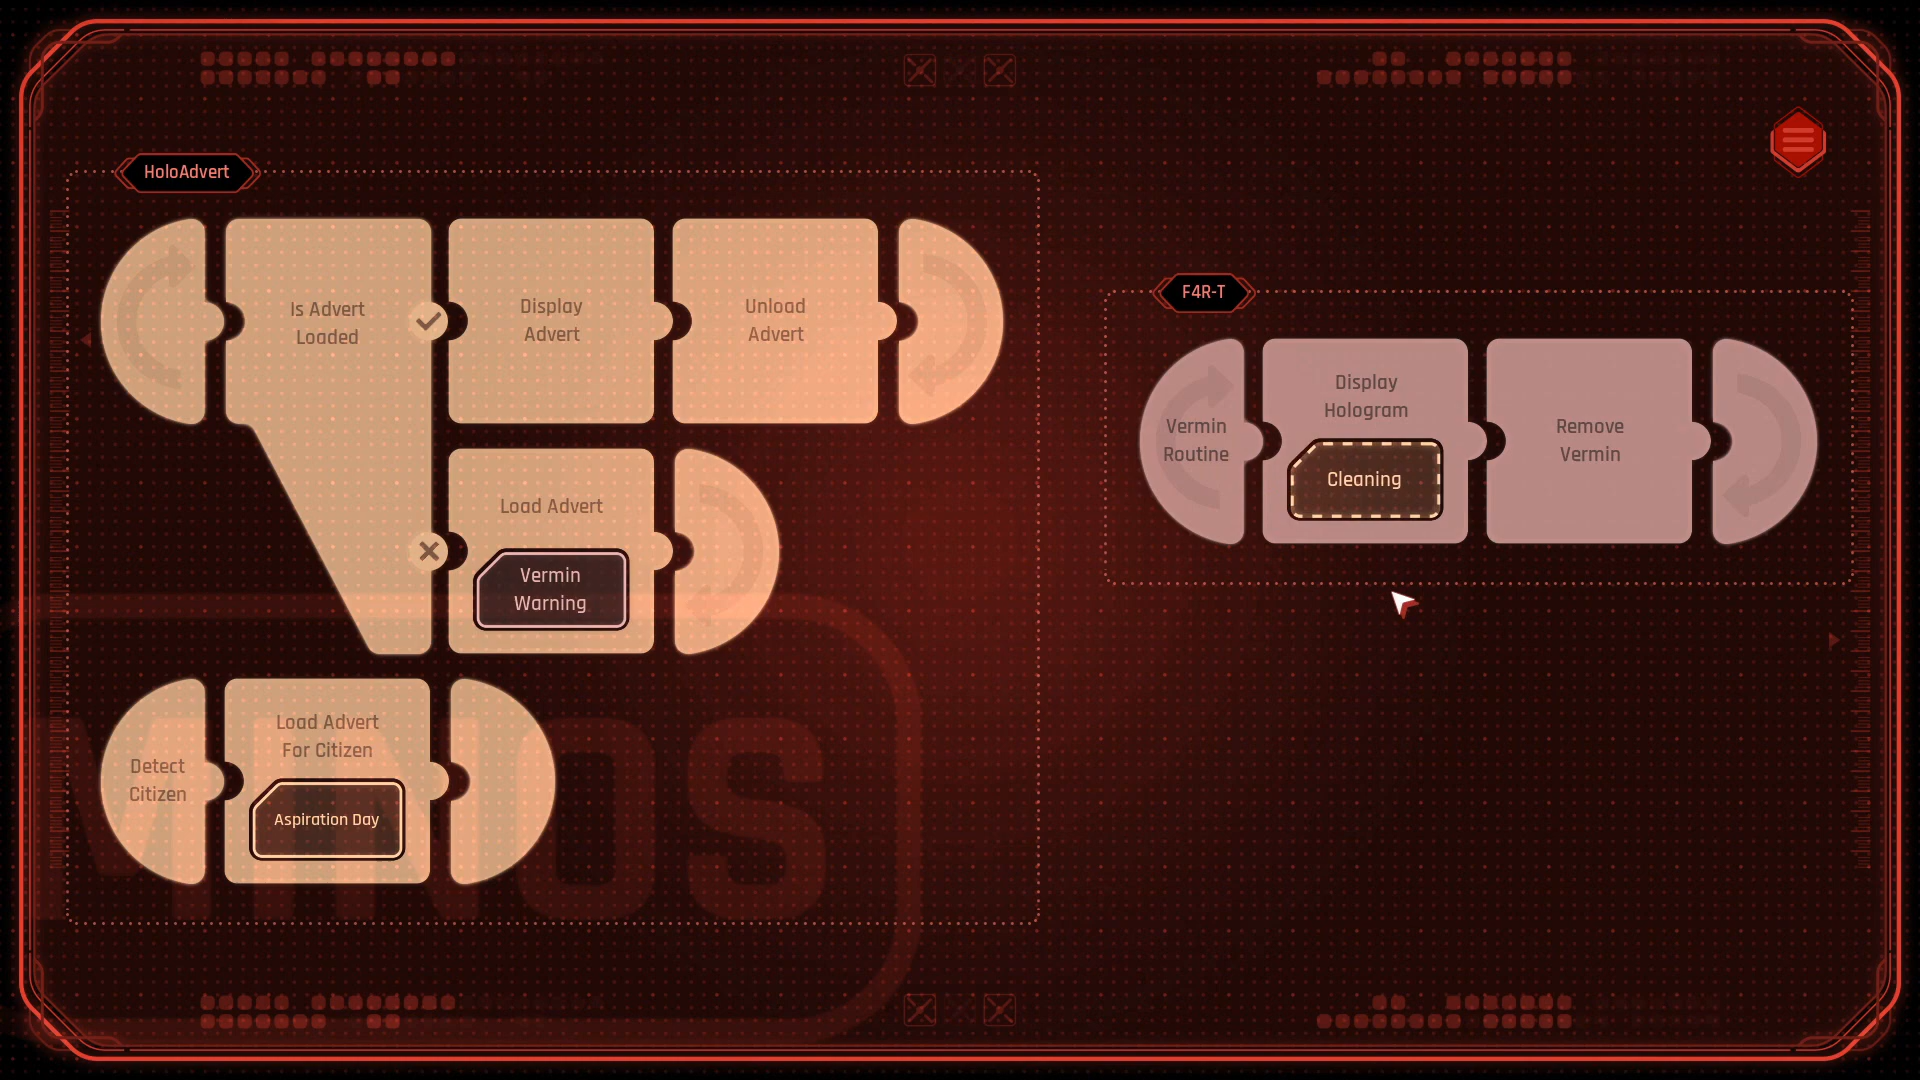 HoloAdvert
Is Advert
Loaded
Display
Advert
Unload
Advert
Load Advert
Vermin
Warning
Detect
Citizen
Load Advert
For Citizen
Aspiration Day
F4R-T
Vermin
Routine
Display
Hologram
Cleaning
Remove
Vermin
MINOS